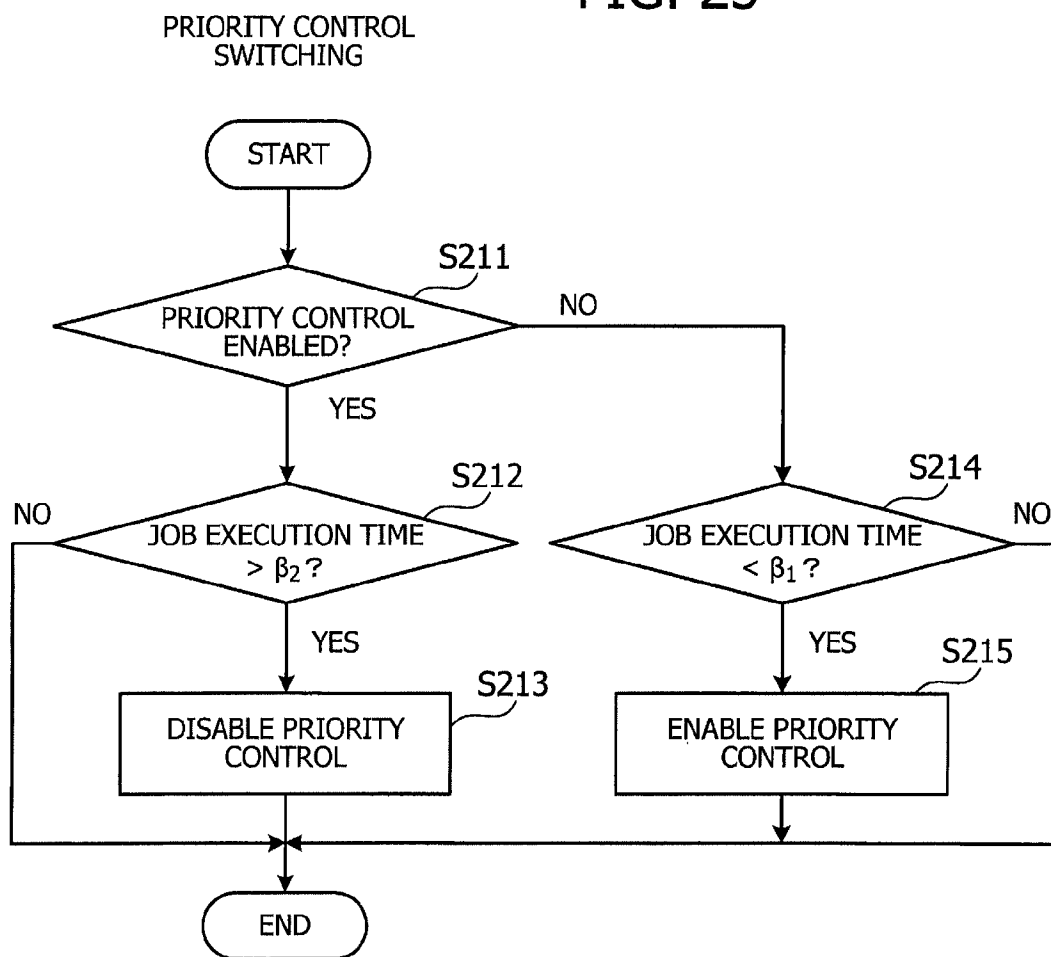 FIG. 25
PRIORITY CONTROL
SWITCHING
START
S211
PRIORITY CONTROL
ENABLED?
NO
YES
S212
NO
JOB EXECUTION TIME
> β₂ ?
YES
S213
DISABLE PRIORITY
CONTROL
S214
JOB EXECUTION TIME
< β₁ ?
NO
YES
S215
ENABLE PRIORITY
CONTROL
END